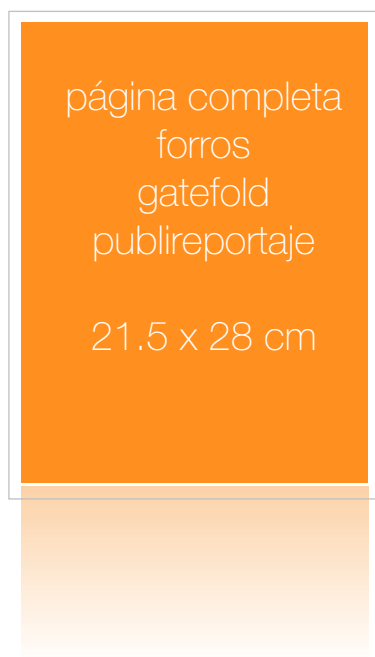 página completa
forros
gatefold
publireportaje
21.5 x 28 cm